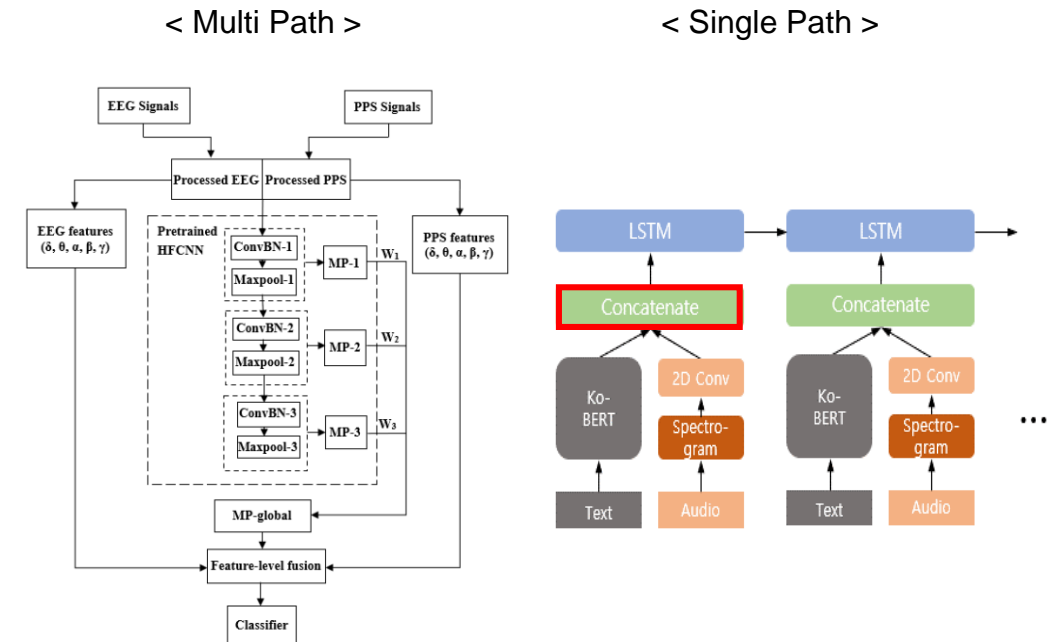 < Multi Path >
< Single Path >
EEG Signals
PPS Signals
Processed EEG
Processed PPS
EEG features
(δ, θ, α, β, γ)
Pretrained
HFCNN
ConvBN-1
Maxpool-1
MP-1
W₁
PPS features
(δ, θ, α, β, γ)
ConvBN-2
Maxpool-2
MP-2
W₂
ConvBN-3
Maxpool-3
MP-3
W₃
MP-global
Feature-level fusion
Classifier
LSTM
LSTM
Concatenate
Concatenate
Ko-
BERT
2D Conv
Spectro-
gram
Text
Audio
Ko-
BERT
2D Conv
Spectro-
gram
Text
Audio
...